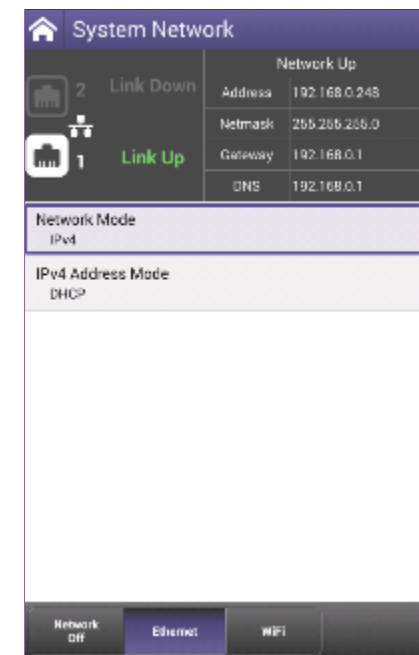 System Network
Network Up
2 Link Down
Address 192.168.0.248
Netmask 255.255.255.0
1 Link Up
Gateway 192.168.0.1
DNS 192.168.0.1
Network Mode
IPv4
IPv4 Address Mode
DHCP
Network Off
Ethernet
WiFi